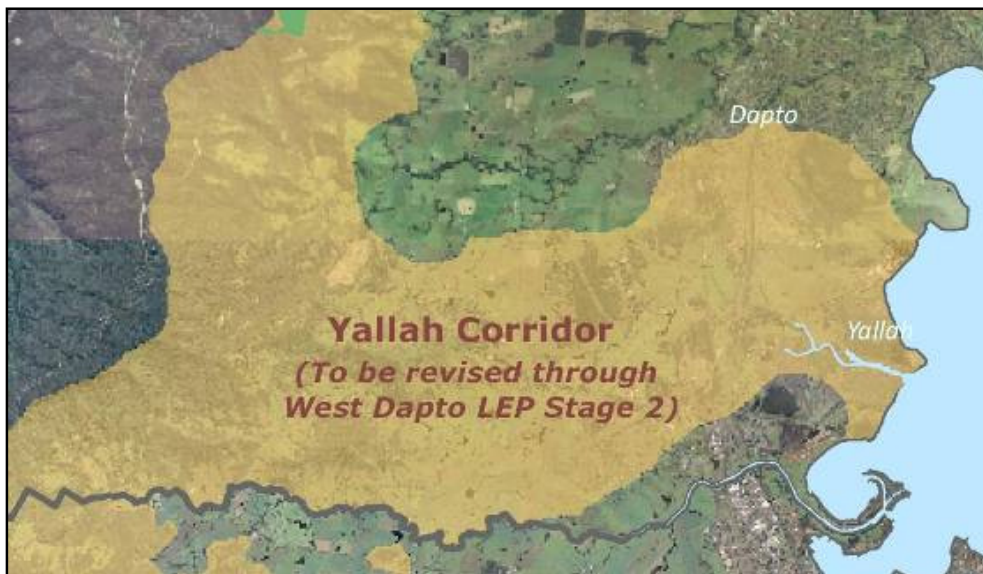 Dapto
Yallah
Yallah Corridor
(To be revised through
West Dapto LEP Stage 2)